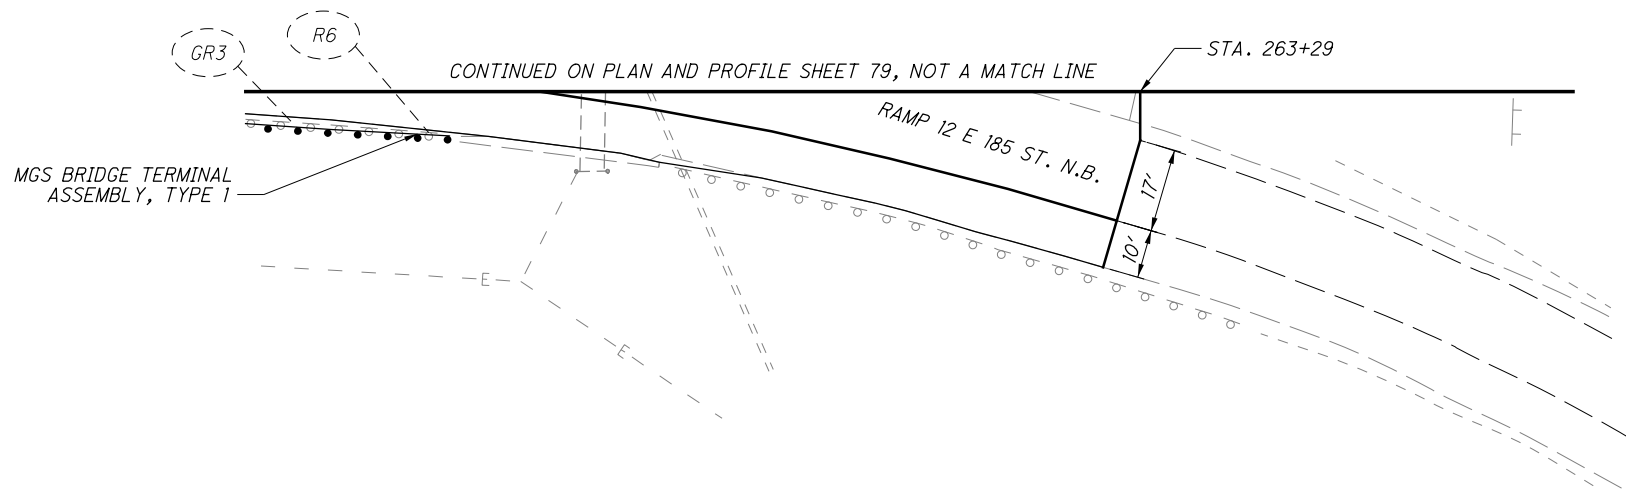 GR3
R6
STA. 263+29
CONTINUED ON PLAN AND PROFILE SHEET 79, NOT A MATCH LINE
RAMP 12 E 185 ST. N.B.
MGS BRIDGE TERMINAL
ASSEMBLY, TYPE 1
17'
10'
E
E